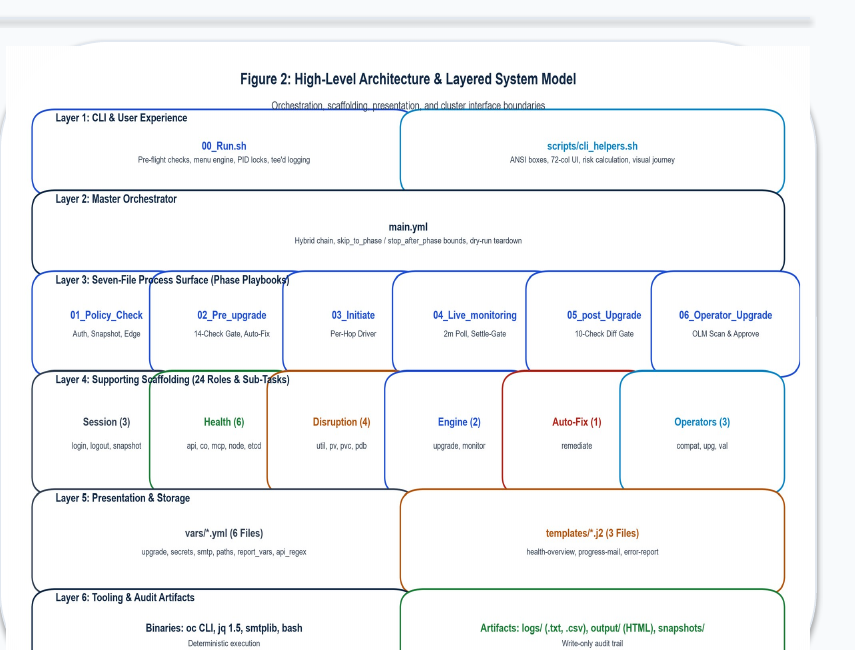 Figure 2: High-Level Architecture & Layered System Model
Orchestration, scaffolding, presentation, and cluster interface boundaries
Layer 1: CLI & User Experience
00_Run.sh
Pre-flight checks, menu engine, PID locks, tee'd logging
scripts/cli_helpers.sh
ANSI boxes, 72-col UI, risk calculation, visual journey
Layer 2: Master Orchestrator
main.yml
Hybrid chain, skip_to_phase / stop_after_phase bounds, dry-run teardown
Layer 3: Seven-File Process Surface (Phase Playbooks)
01_Policy_Check
Auth, Snapshot, Edge
02_Pre_upgrade
14-Check Gate, Auto-Fix
03_Initiate
Per-Hop Driver
04_Live_monitoring
2m Poll, Settle-Gate
05_post_Upgrade
10-Check Diff Gate
06_Operator_Upgrade
OLM Scan & Approve
Layer 4: Supporting Scaffolding (24 Roles & Sub-Tasks)
Session (3)
login, logout, snapshot
Health (6)
api, co, mcp, node, etcd
Disruption (4)
util, pv, pvc, pdb
Engine (2)
upgrade, monitor
Auto-Fix (1)
remediate
Operators (3)
compat, upg, val
Layer 5: Presentation & Storage
vars/*.yml (6 Files)
upgrade, secrets, smtp, paths, report_vars, api_regex
templates/*.j2 (3 Files)
health-overview, progress-mail, error-report
Layer 6: Tooling & Audit Artifacts
Binaries: oc CLI, jq 1.5, smtplib, bash
Deterministic execution
Artifacts: logs/ (.txt, .csv), output/ (HTML), snapshots/
Write-only audit trail